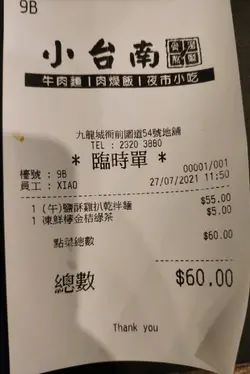 9B
小台南
牛肉麵 | 肉燥飯 | 夜市小吃
九龍城衙前圍道54號地舖
TEL : 2320 3860
* 臨時單 *
00001/001
檯號 : 9B
員工 : XIAO 27/07/2021 11:50
1 (午)鹽酥雞扒乾拌麵 $55.00
1 凍鮮檸金桔綠茶 $5.00
點菜總數 $60.00
總數 $60.00
Thank you